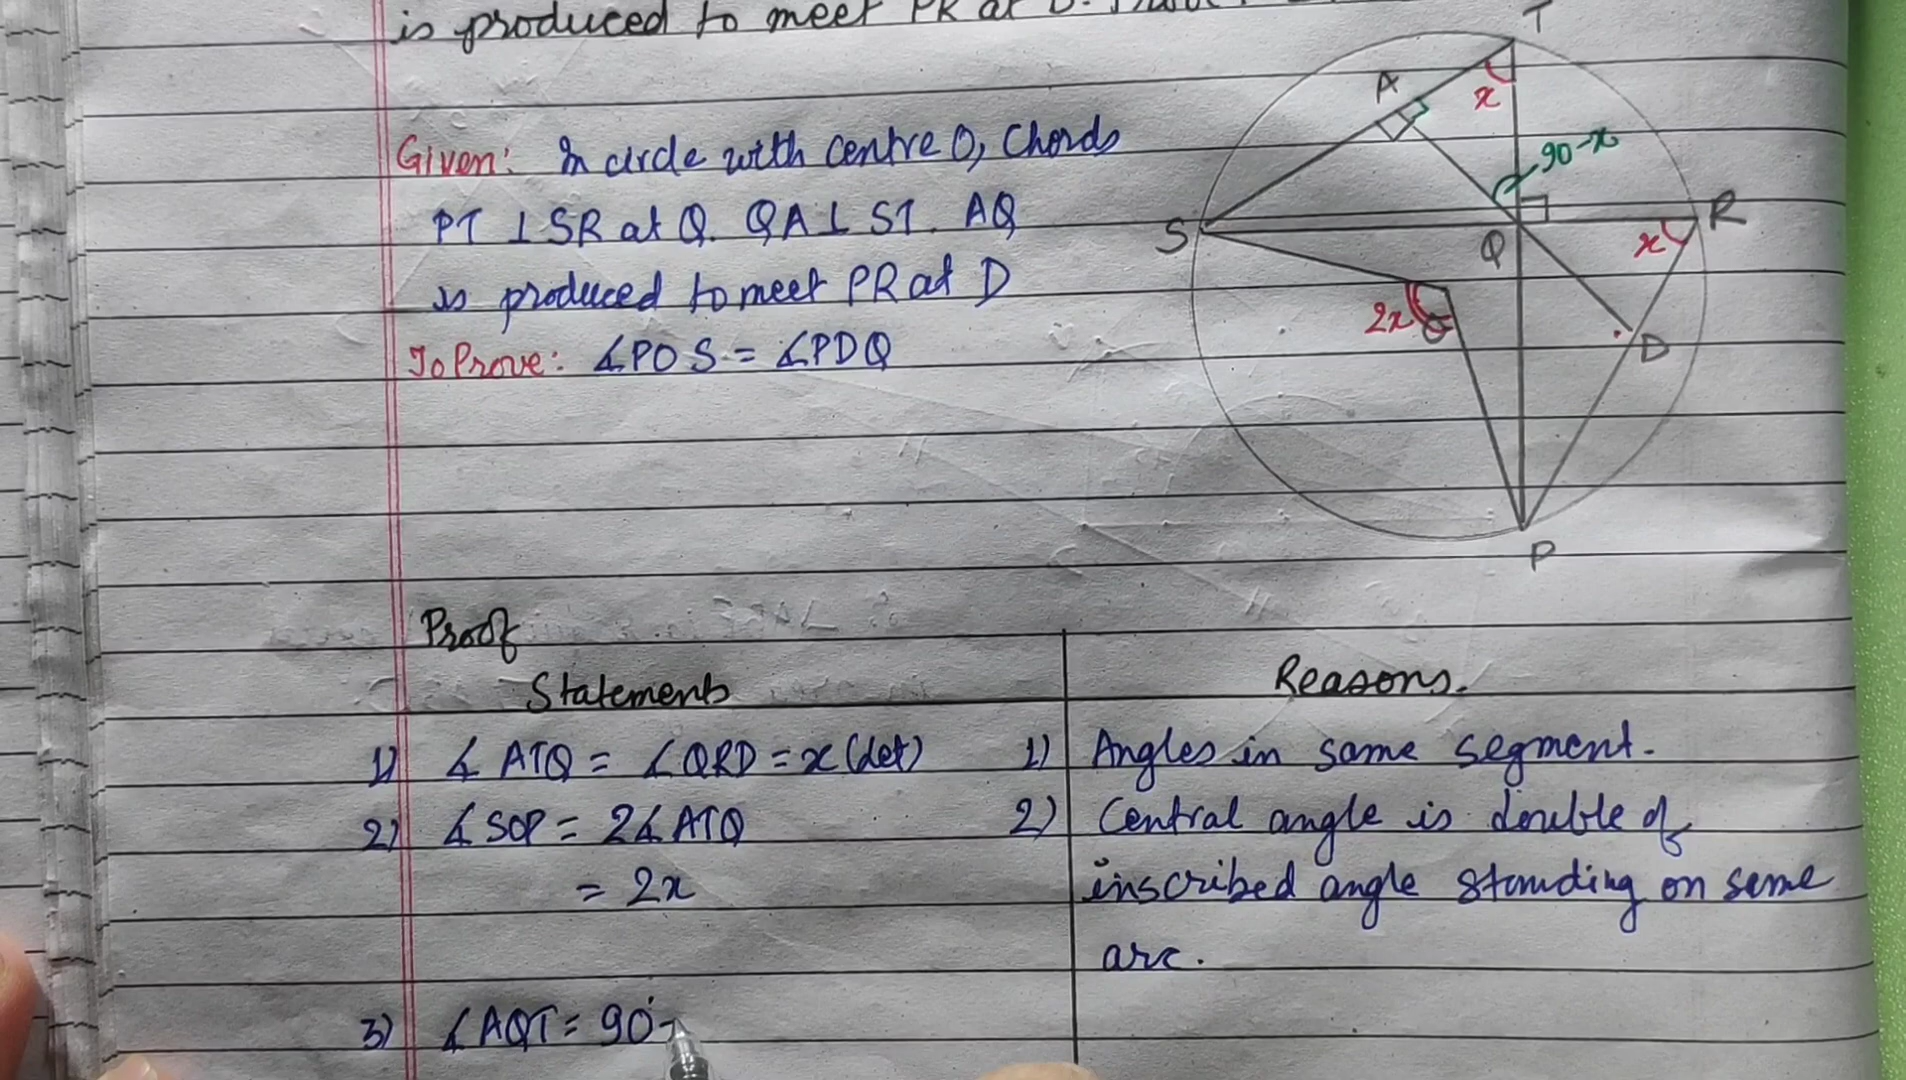 is produced to meet PR at D.
Given: In circle with centre O, Chords
PT ⊥ SR at Q. QA ⊥ ST. AQ
is produced to meet PR at D
To Prove: ∡POS = ∡PDQ
T
A
x
90-x
S
Q
x
R
2x
O
D
P
Proof
Statements
Reasons.
1) ∡ATQ = ∡QRD = x (let)
1) Angles in same segment.
2) ∡SOP = 2∡ATQ
2) Central angle is double of
= 2x
inscribed angle standing on same
arc.
3) ∡AQT = 90°-